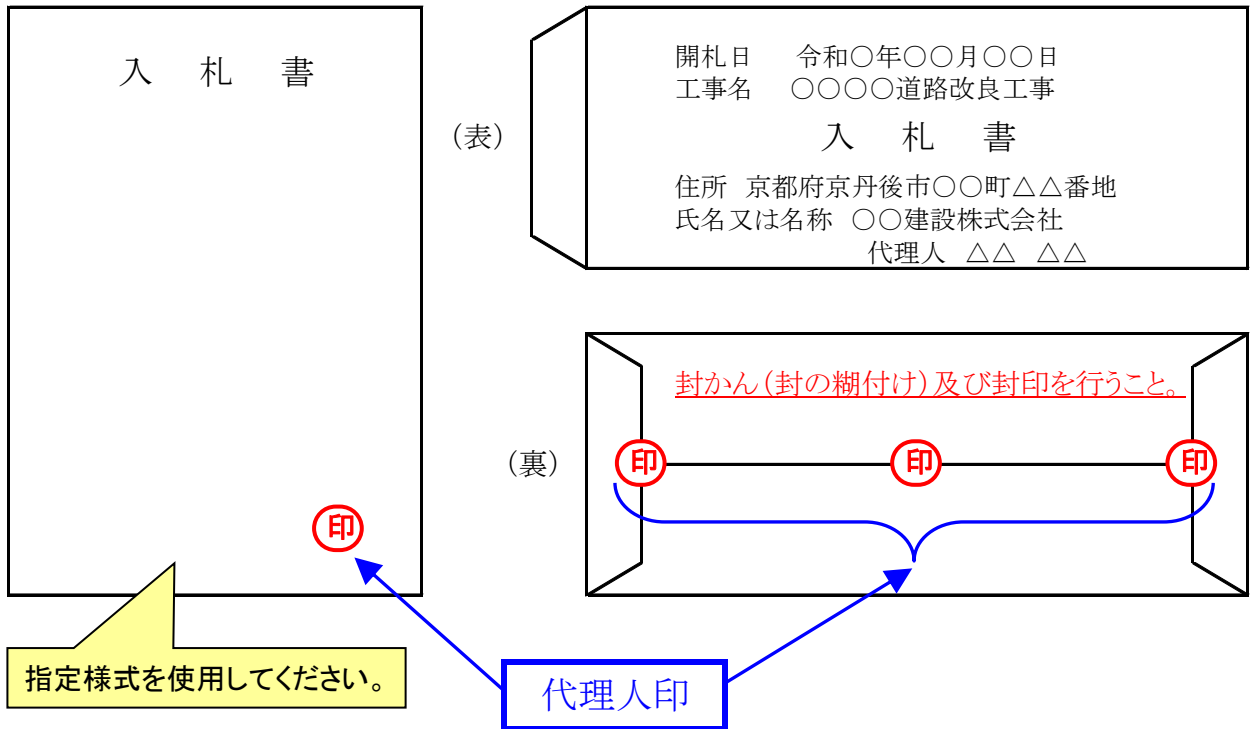 入 札 書
印
指定様式を使用してください。
(表)
開札日 令和○年○○月○○日
工事名 ○○○○道路改良工事
入 札 書
住所 京都府京丹後市○○町△△番地
氏名又は名称 ○○建設株式会社
代理人 △△ △△
(裏)
封かん(封の糊付け)及び封印を行うこと。
印 印 印
代理人印